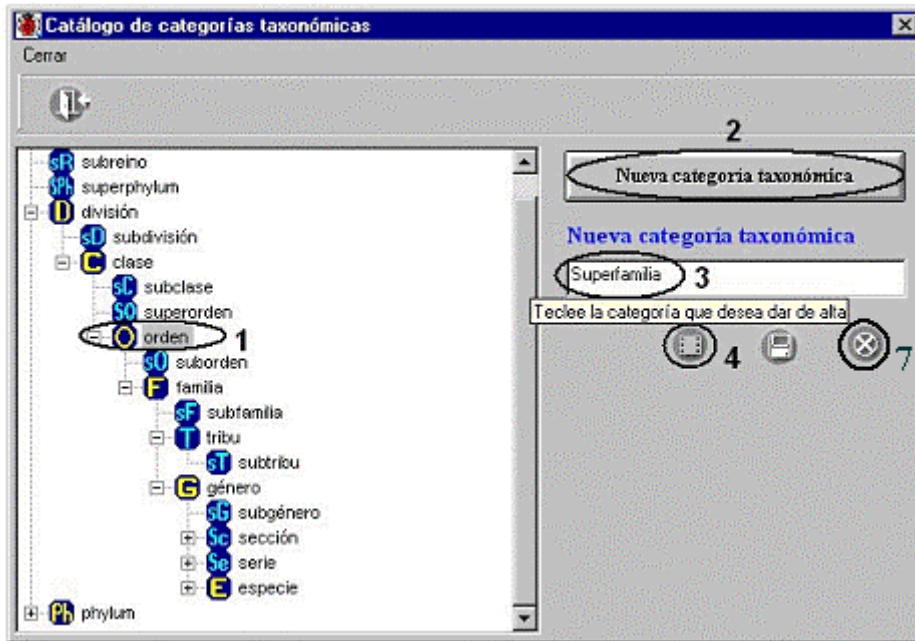 Catálogo de categorías taxonómicas
Cerrar
2
sR subreino
SPh superphylum
D división
sD subdivisión
C clase
sC subclase
SO superorden
O orden 1
sO suborden
F familia
sF subfamilia
T tribu
sT subtribu
G género
sG subgénero
Sc sección
Se serie
E especie
Ph phylum
Nueva categoría taxonómica
Nueva categoría taxonómica
Superfamilia 3
Teclee la categoría que desea dar de alta
4 7